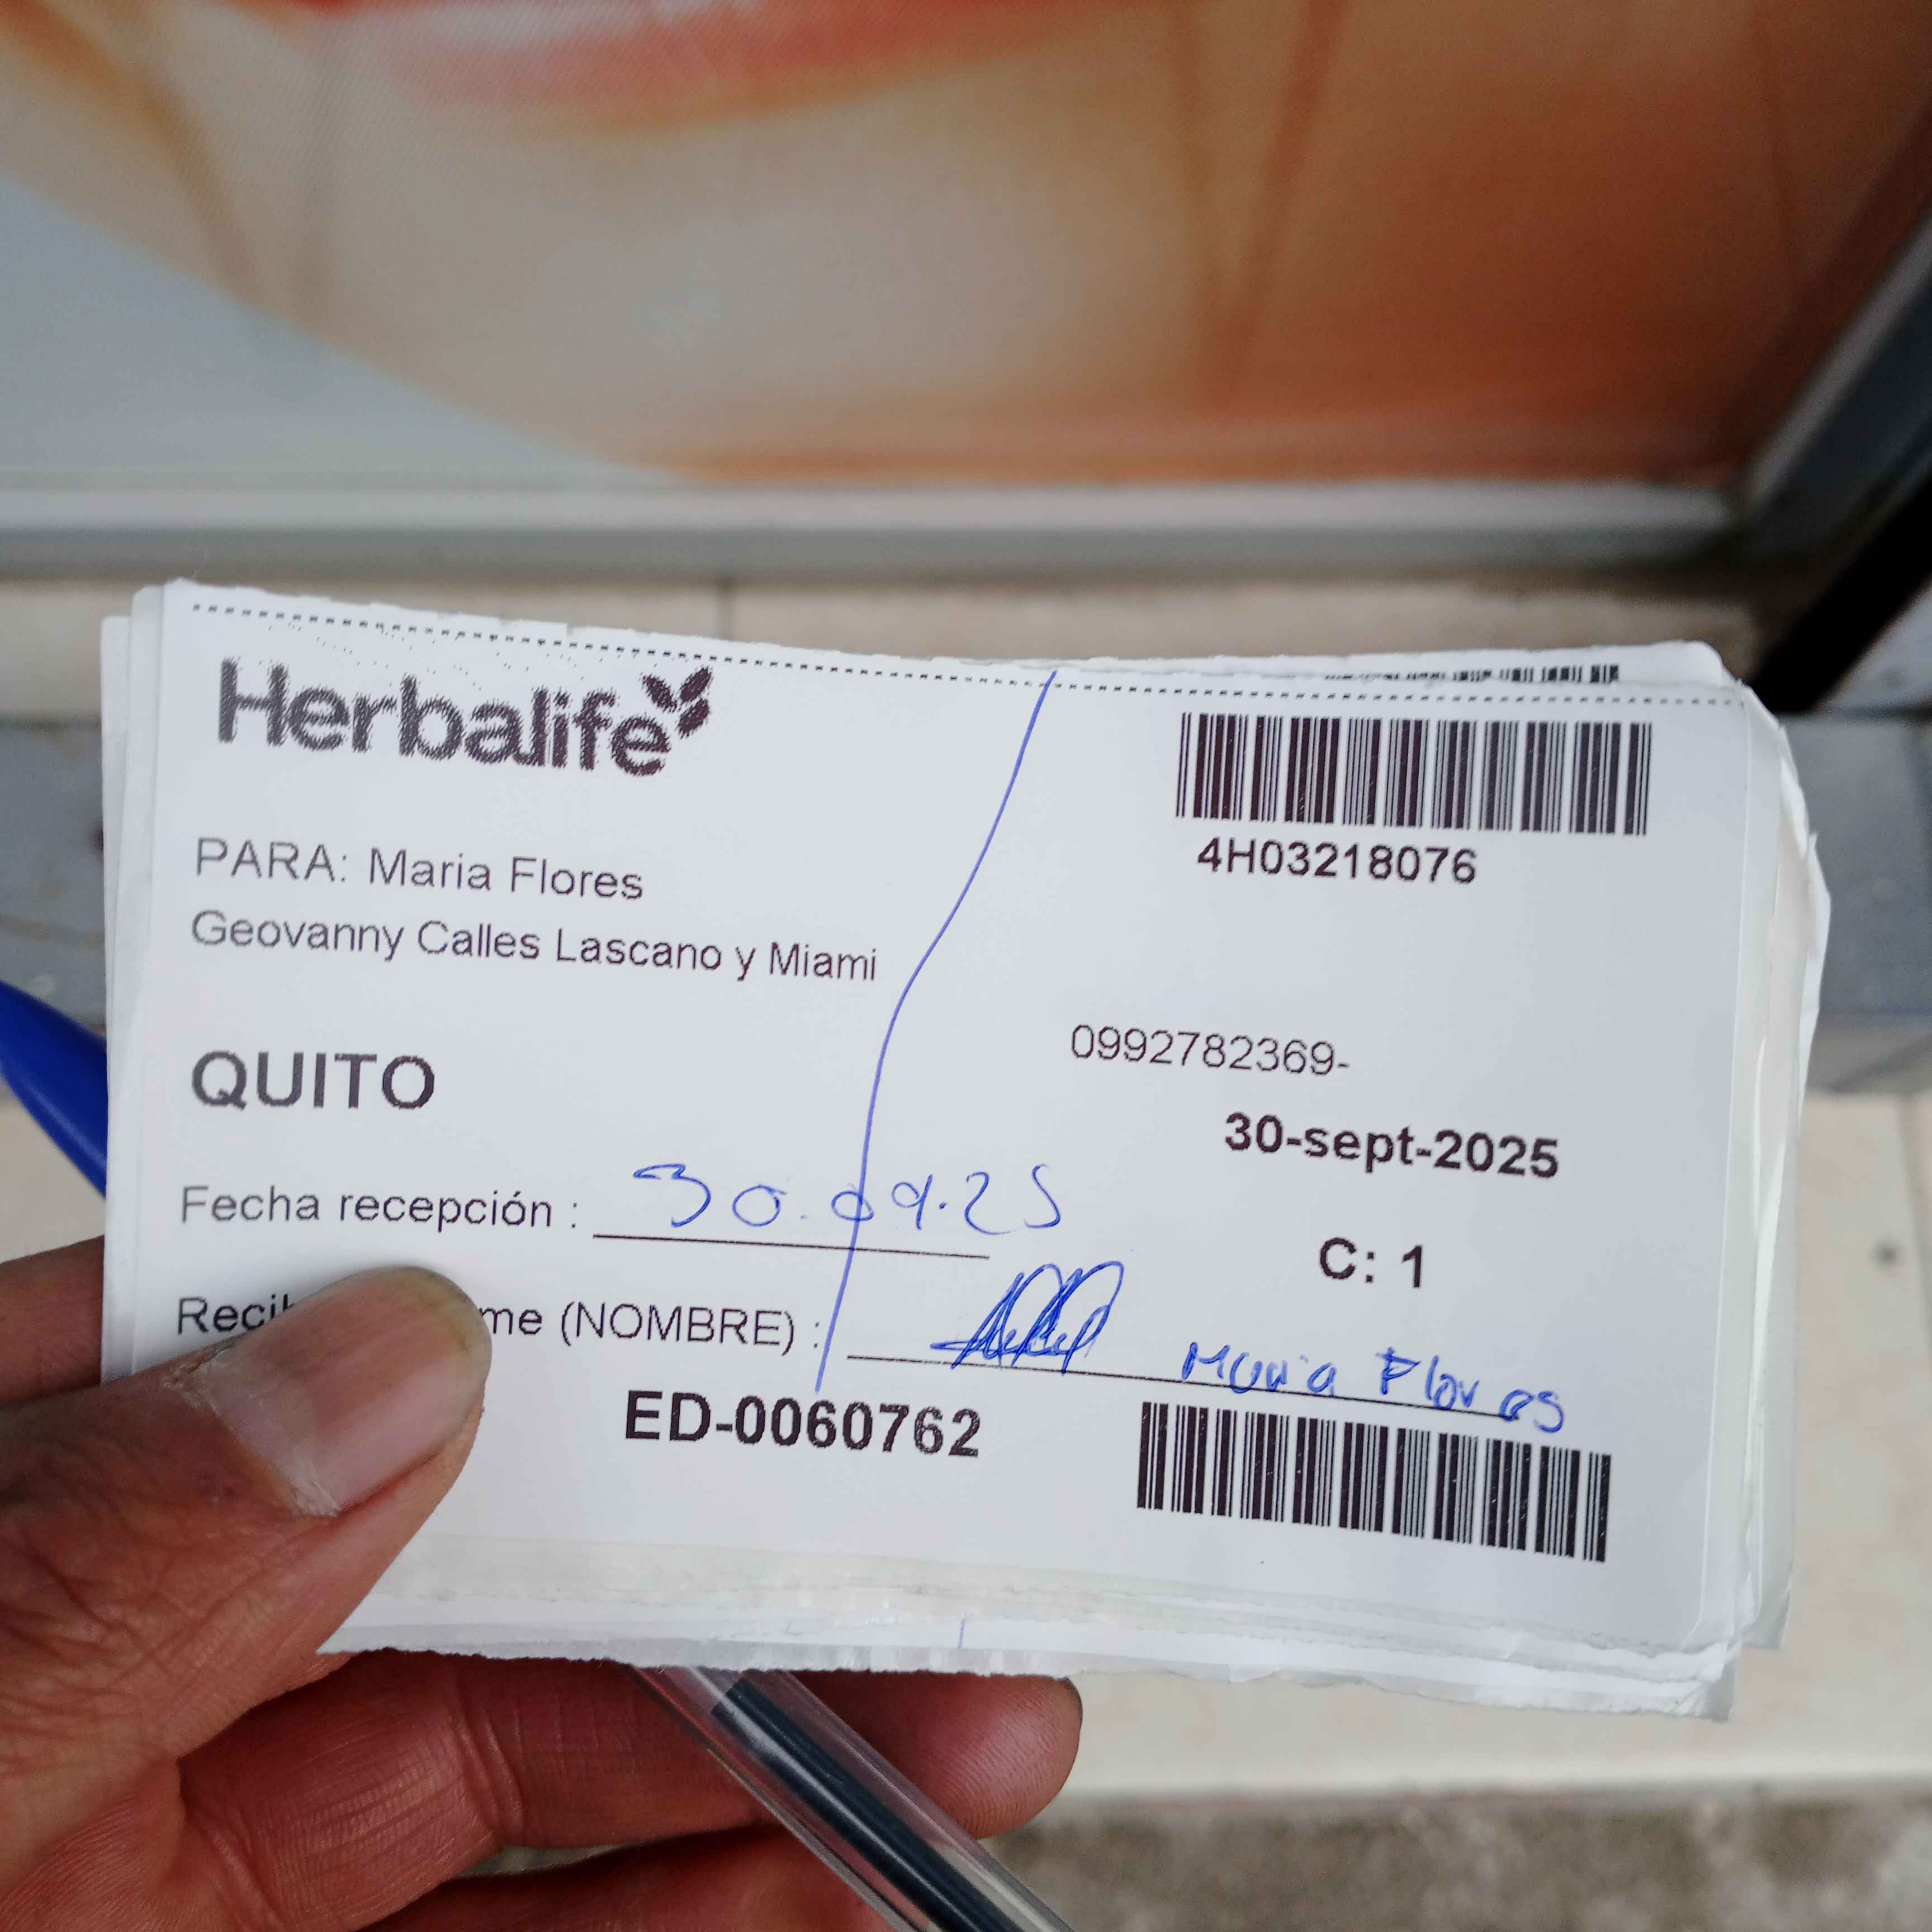 Herbalife
4H03218076
PARA: Maria Flores
Geovanny Calles Lascano y Miami
0992782369-
QUITO
30-sept-2025
Fecha recepción : 30.09.25
C: 1
(NOMBRE) : Maria Flores
ED-0060762